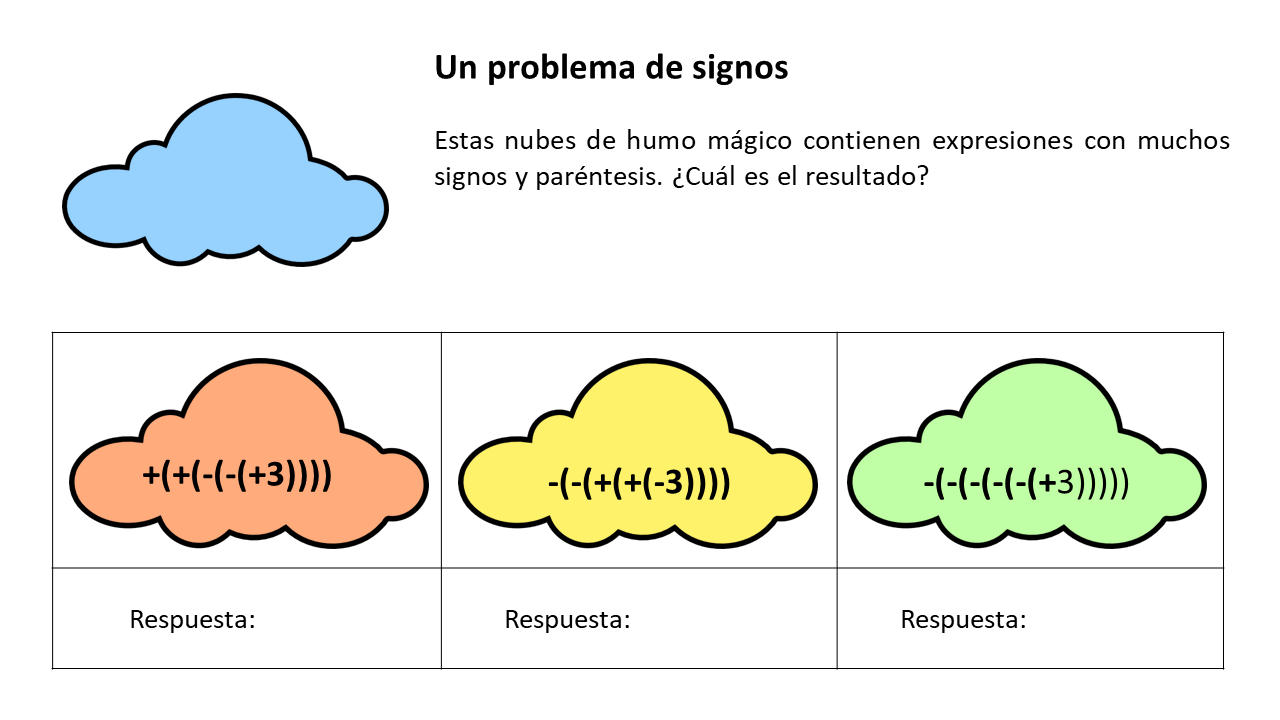 Un problema de signos
Estas nubes de humo mágico contienen expresiones con muchos
signos y paréntesis. ¿Cuál es el resultado?
+(+(-(-(+3))))
-(-(+(+(-3))))
-(-(-(-(-(+3)))))
Respuesta:
Respuesta:
Respuesta: